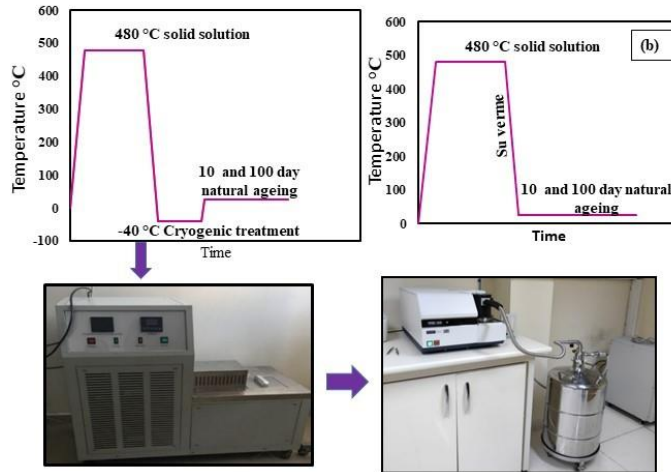 600
500
400
300
200
100
0
-100
Temperature °C
480 °C solid solution
10 and 100 day
natural ageing
-40 °C Cryogenic treatment
Time
600
500
400
300
200
100
0
Temperature °C
480 °C solid solution
(b)
Su verme
10 and 100 day natural
ageing
Time